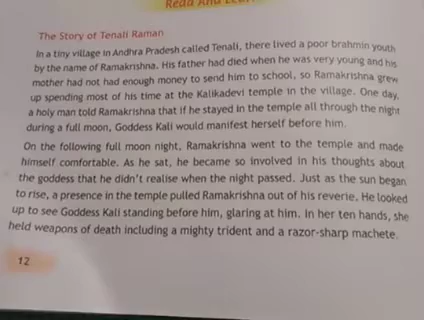 Read And
The Story of Tenali Raman
In a tiny village in Andhra Pradesh called Tenali, there lived a poor brahmin youth
by the name of Ramakrishna. His father had died when he was very young and his
mother had not had enough money to send him to school, so Ramakrishna grew
up spending most of his time at the Kalikadevi temple in the village. One day,
a holy man told Ramakrishna that if he stayed in the temple all through the night
during a full moon, Goddess Kali would manifest herself before him.
On the following full moon night, Ramakrishna went to the temple and made
himself comfortable. As he sat, he became so involved in his thoughts about
the goddess that he didn't realise when the night passed. Just as the sun began
to rise, a presence in the temple pulled Ramakrishna out of his reverie. He looked
up to see Goddess Kali standing before him, glaring at him. In her ten hands, she
held weapons of death including a mighty trident and a razor-sharp machete.
12